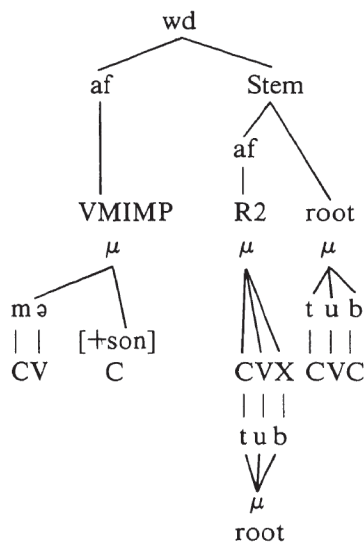 wd
af Stem
af
VMIMP R2 root
μ μ μ
m ə t u b
[+son]
CV C CVX CVC
t u b
μ
root